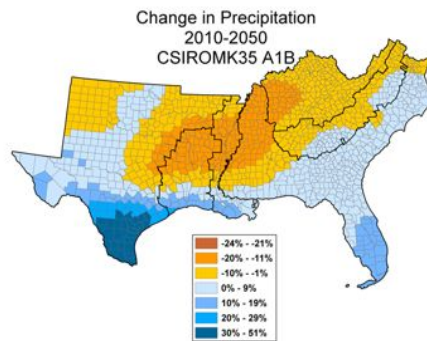 Change in Precipitation
2010-2050
CSIROMK35 A1B
-24% - -21%
-20% - -11%
-10% - -1%
0% - 9%
10% - 19%
20% - 29%
30% - 51%